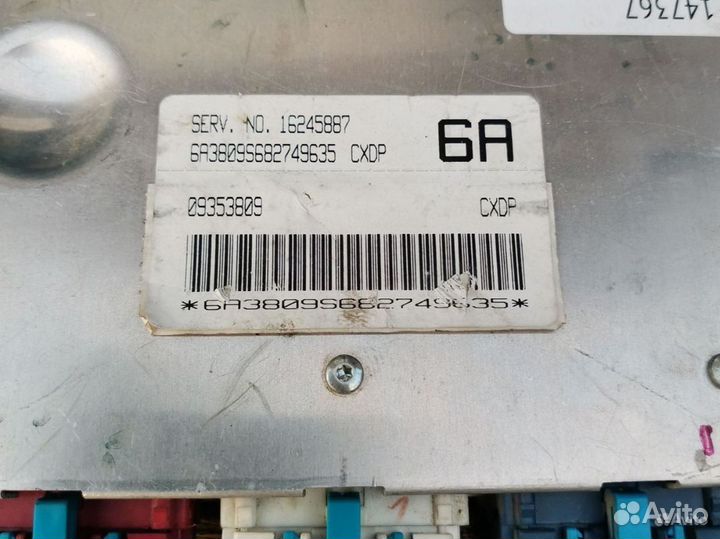 147367
SERV. NO. 16245887
6A3809S682749635 CXDP
6A
09353809 CXDP
*6A3809S682749635*
1
Avito